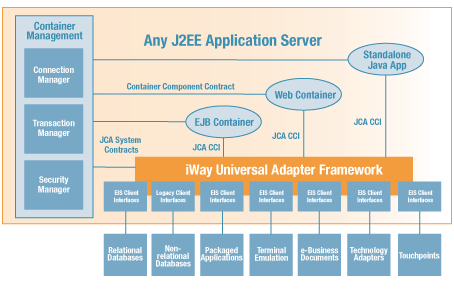 Container
Management
Any J2EE Application Server
Connection
Manager
Standalone
Java App
Container Component Contract
Web Container
Transaction
Manager
EJB Container
JCA CCI
JCA CCI
JCA System
Contracts
JCA CCI
Security
Manager
iWay Universal Adapter Framework
EIS Client
Interfaces
Legacy Client
Interfaces
EIS Client
Interfaces
EIS Client
Interfaces
EIS Client
Interfaces
EIS Client
Interfaces
EIS Client
Interfaces
Relational
Databases
Non-
relational
Databases
Packaged
Applications
Terminal
Emulation
e-Business
Documents
Technology
Adapters
Touchpoints